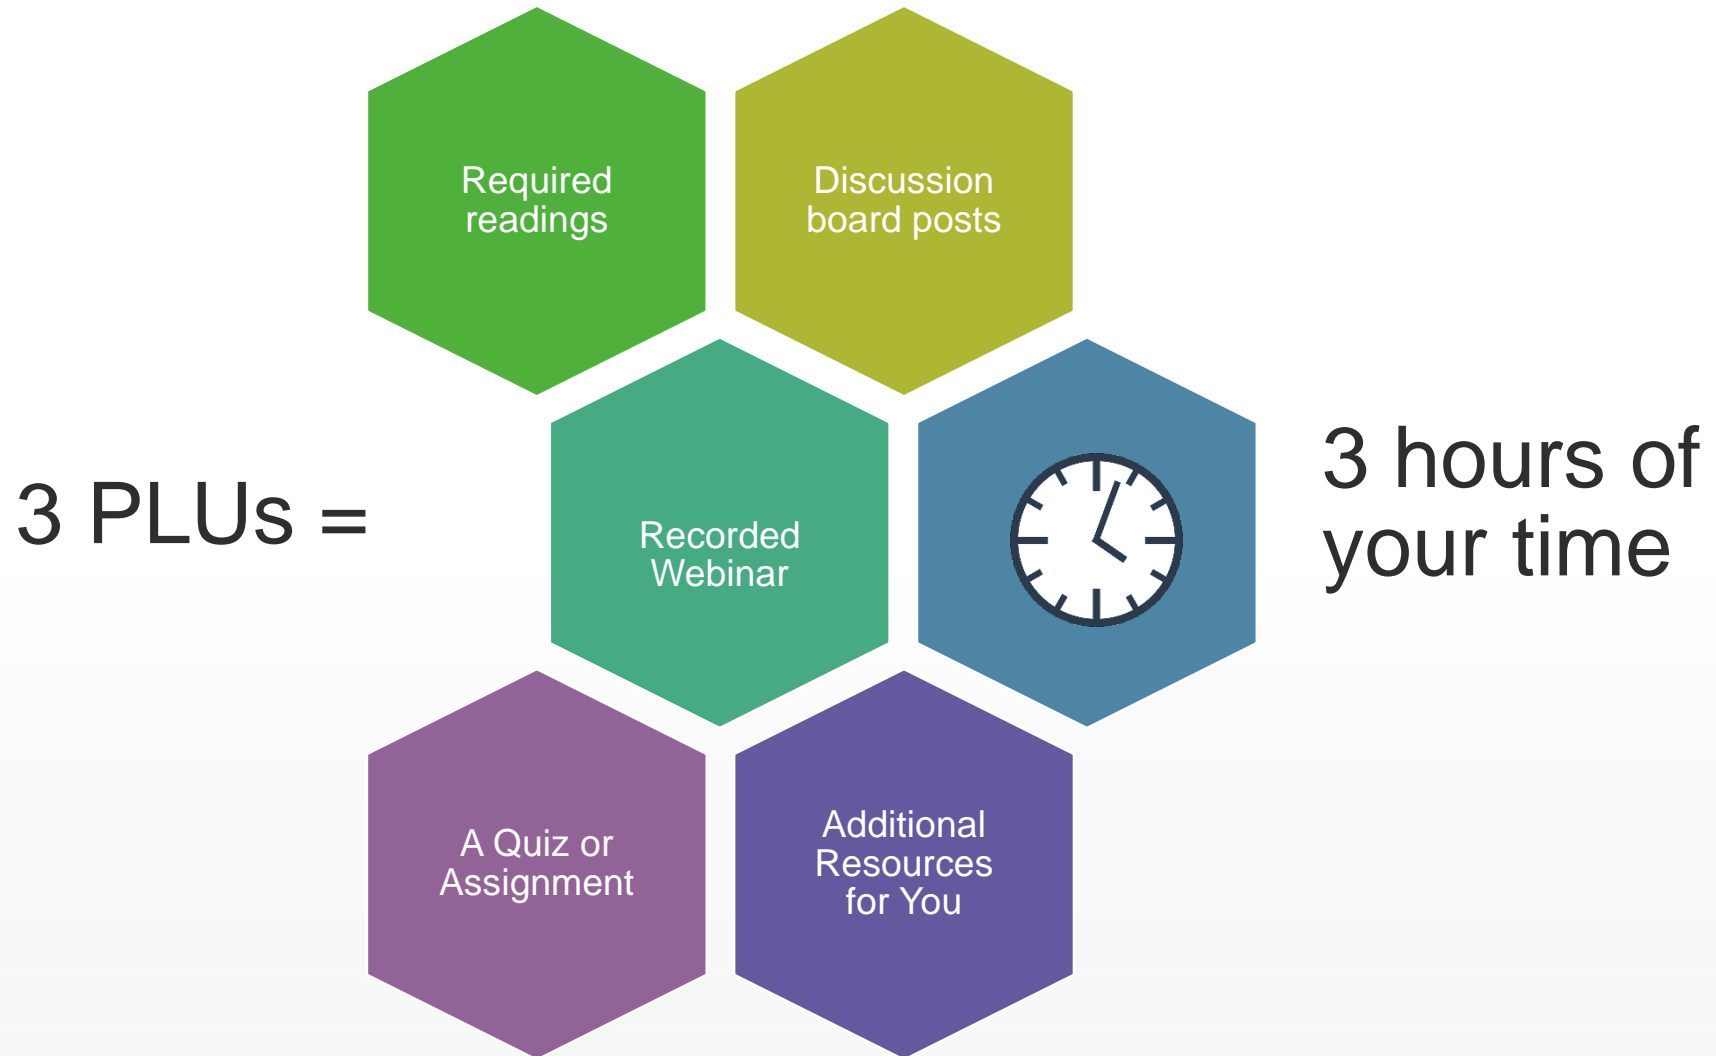 Required
readings
Discussion
board posts
3 PLUs =
Recorded
Webinar
3 hours of
your time
A Quiz or
Assignment
Additional
Resources
for You